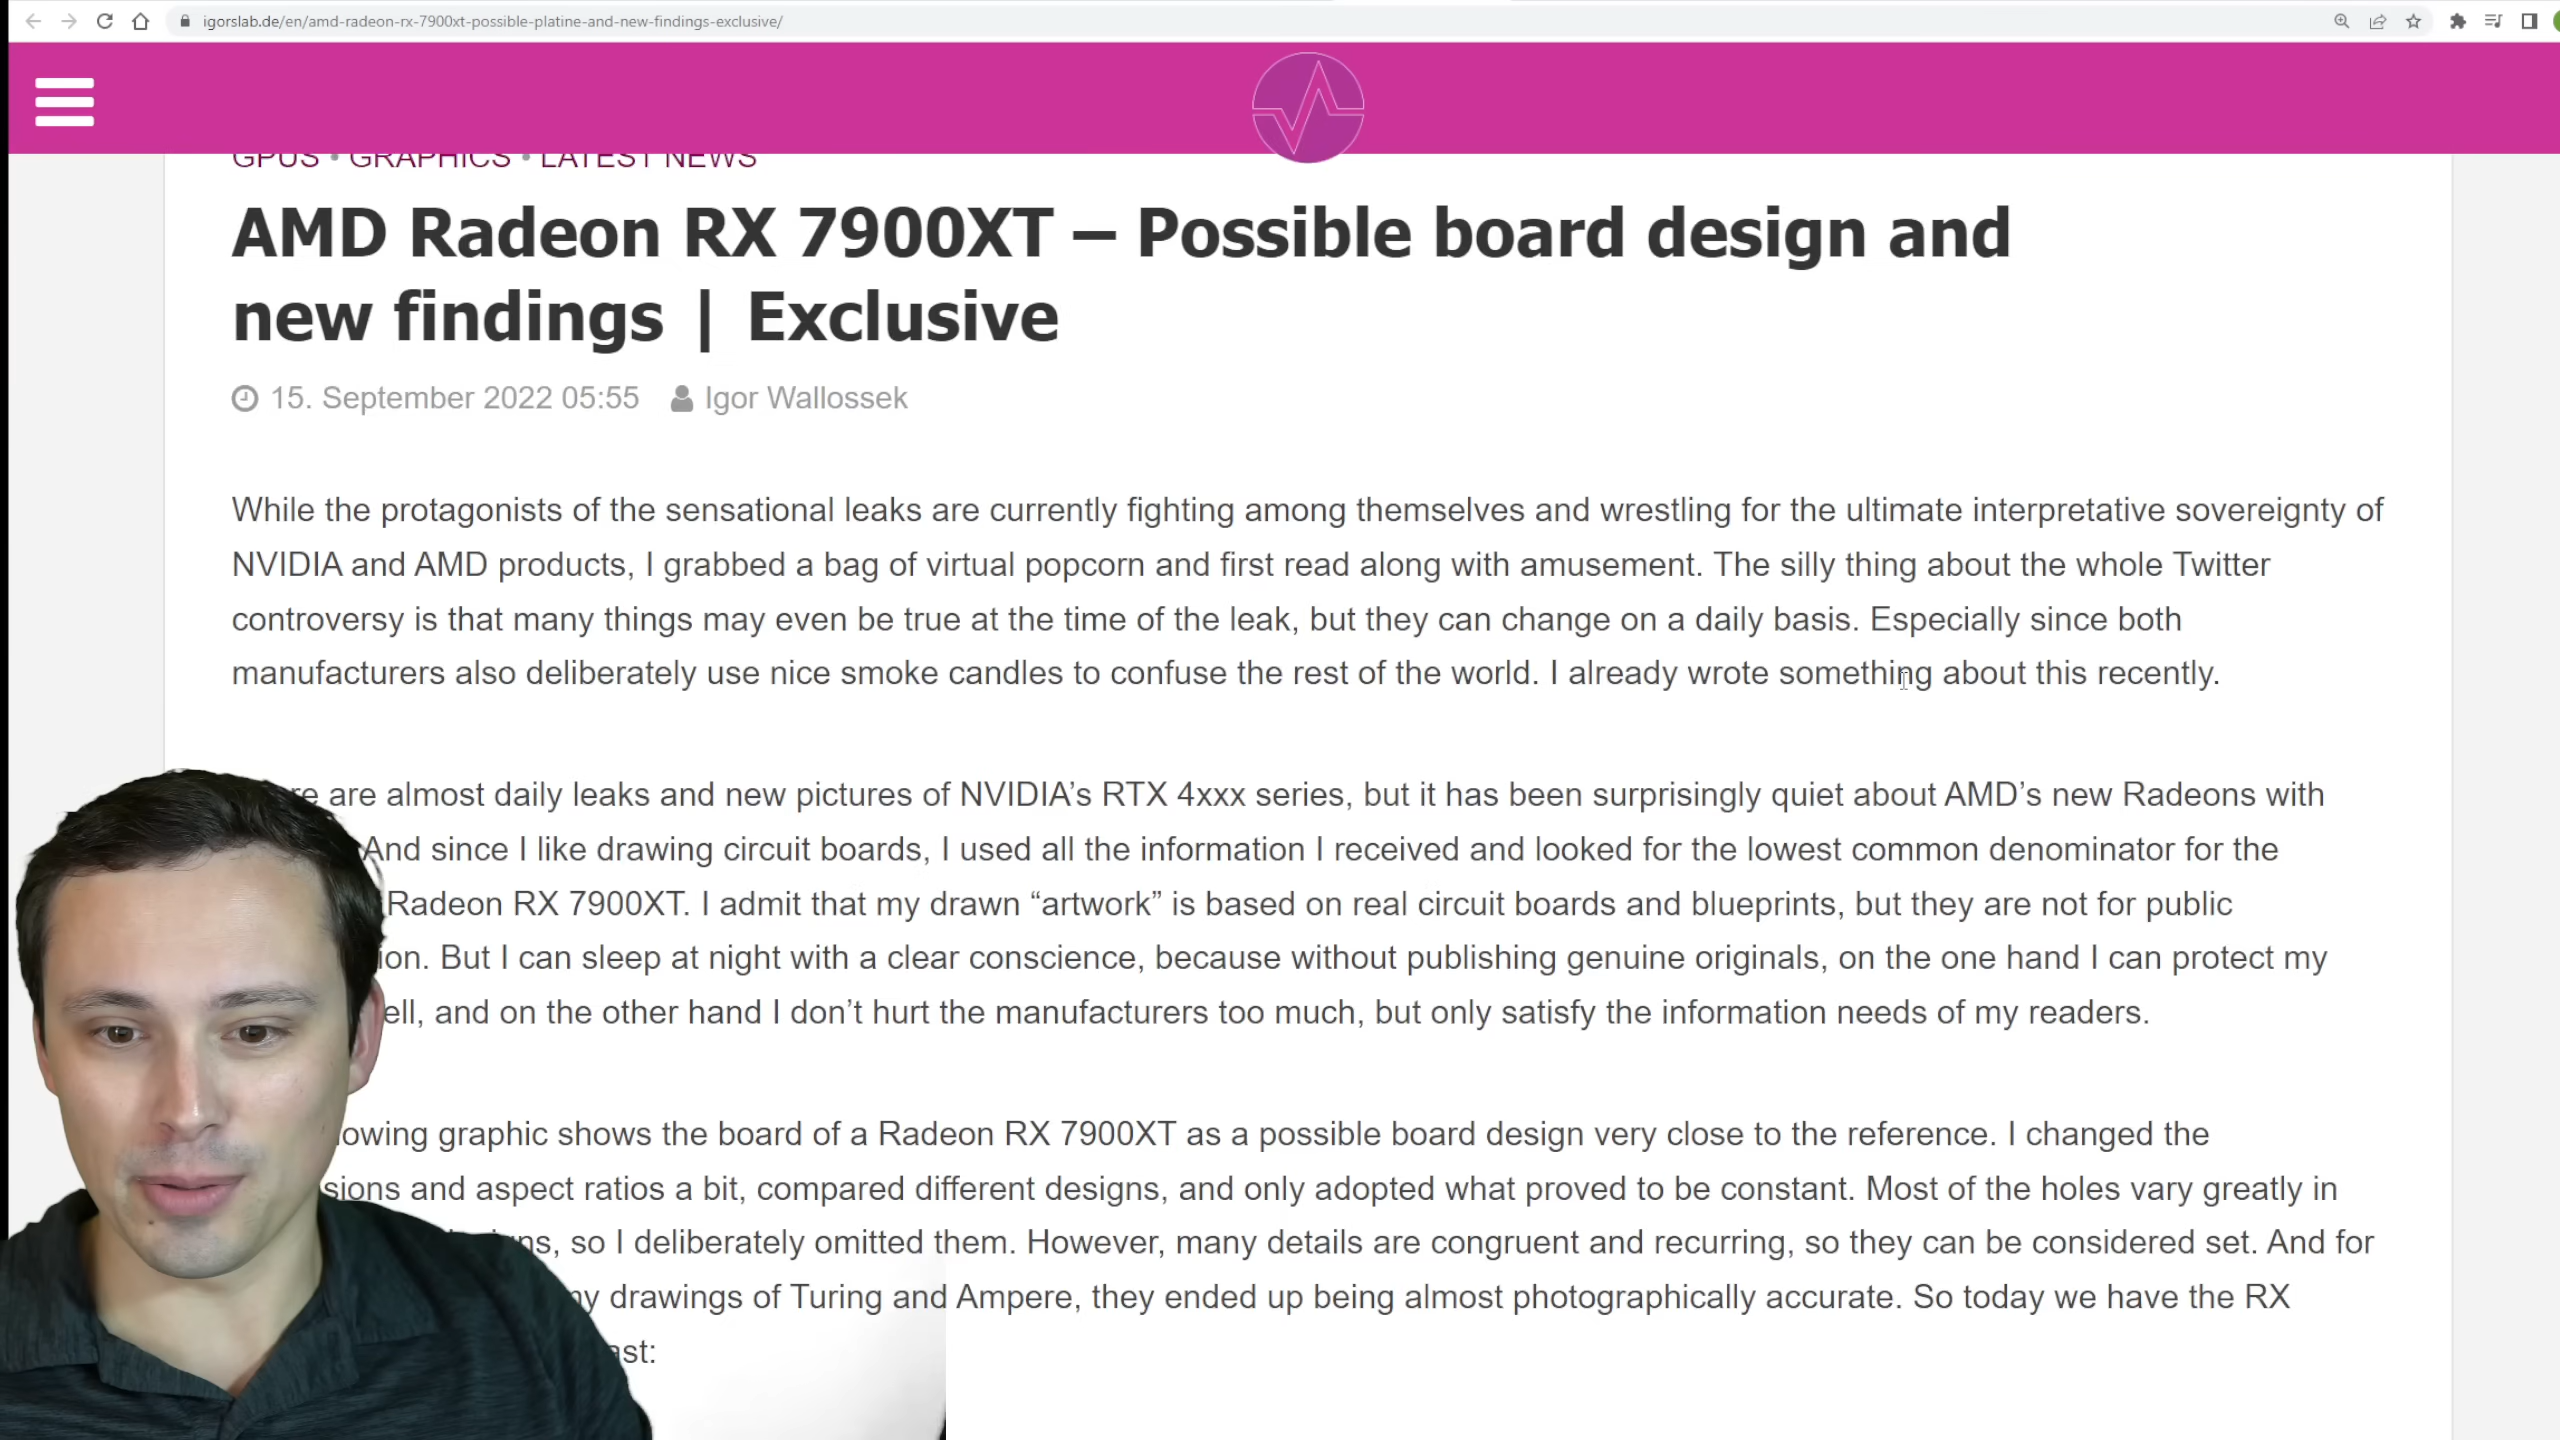 igorslab.de/en/amd-radeon-rx-7900xt-possible-platine-and-new-findings-exclusive/
GPUS • GRAPHICS • LATEST NEWS
AMD Radeon RX 7900XT – Possible board design and
new findings | Exclusive
15. September 2022 05:55 Igor Wallossek
While the protagonists of the sensational leaks are currently fighting among themselves and wrestling for the ultimate interpretative sovereignty of
NVIDIA and AMD products, I grabbed a bag of virtual popcorn and first read along with amusement. The silly thing about the whole Twitter
controversy is that many things may even be true at the time of the leak, but they can change on a daily basis. Especially since both
manufacturers also deliberately use nice smoke candles to confuse the rest of the world. I already wrote something about this recently.
re are almost daily leaks and new pictures of NVIDIA’s RTX 4xxx series, but it has been surprisingly quiet about AMD’s new Radeons with
And since I like drawing circuit boards, I used all the information I received and looked for the lowest common denominator for the
Radeon RX 7900XT. I admit that my drawn “artwork” is based on real circuit boards and blueprints, but they are not for public
ion. But I can sleep at night with a clear conscience, because without publishing genuine originals, on the one hand I can protect my
ell, and on the other hand I don’t hurt the manufacturers too much, but only satisfy the information needs of my readers.
lowing graphic shows the board of a Radeon RX 7900XT as a possible board design very close to the reference. I changed the
sions and aspect ratios a bit, compared different designs, and only adopted what proved to be constant. Most of the holes vary greatly in
ns, so I deliberately omitted them. However, many details are congruent and recurring, so they can be considered set. And for
my drawings of Turing and Ampere, they ended up being almost photographically accurate. So today we have the RX
ast: